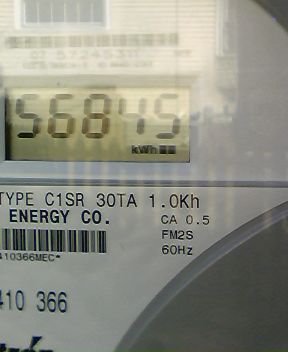 56845
kWh
TYPE C1SR 30TA 1.0Kh
ENERGY CO.
CA 0.5
FM2S
60Hz
410366MEC*
410 366